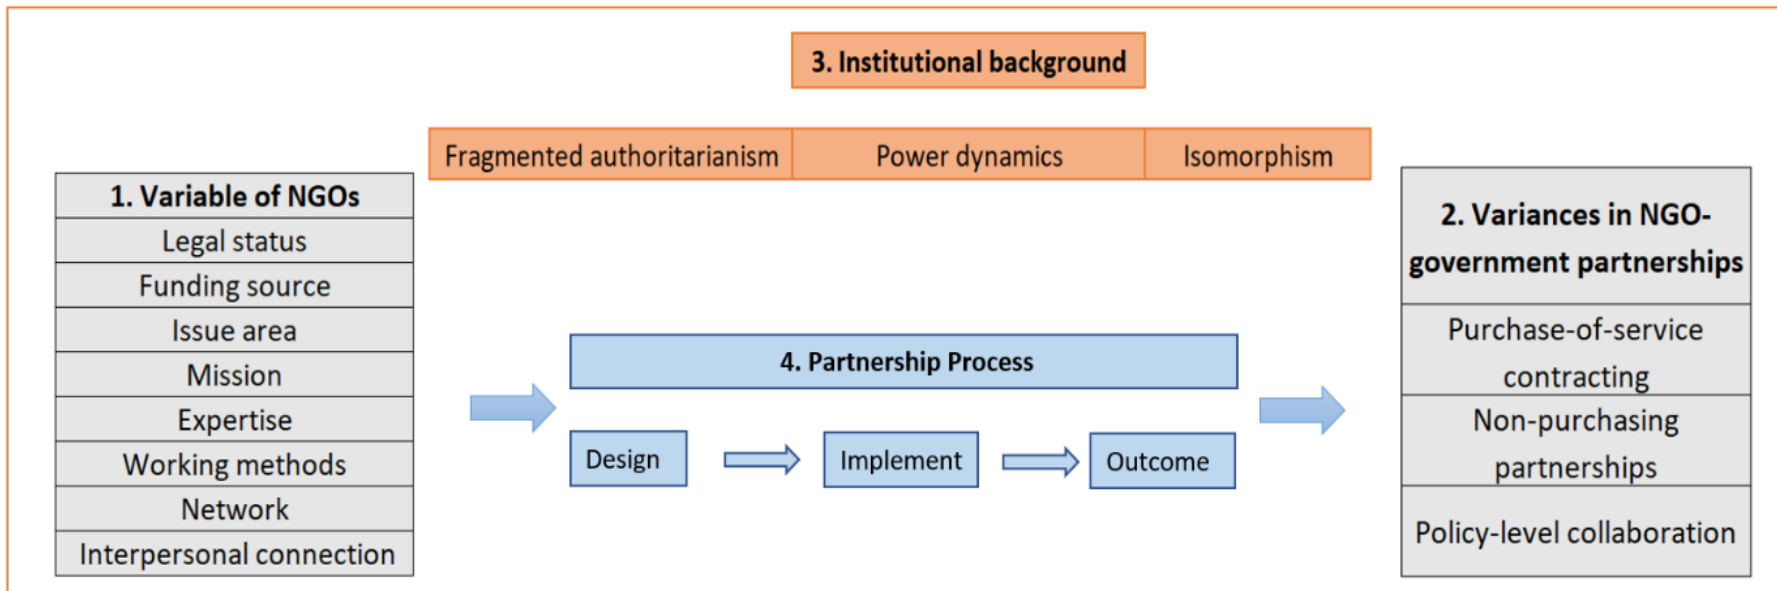 3. Institutional background
Fragmented authoritarianism
Power dynamics
Isomorphism
1. Variable of NGOs
Legal status
Funding source
Issue area
Mission
Expertise
Working methods
Network
Interpersonal connection
4. Partnership Process
Design
Implement
Outcome
2. Variances in NGO-
government partnerships
Purchase-of-service
contracting
Non-purchasing
partnerships
Policy-level collaboration